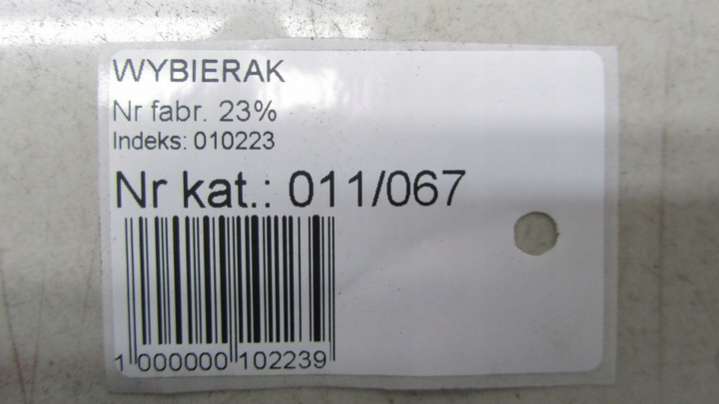 WYBIERAK
Nr fabr. 23%
Indeks: 010223
Nr kat.: 011/067
1 000000 102239